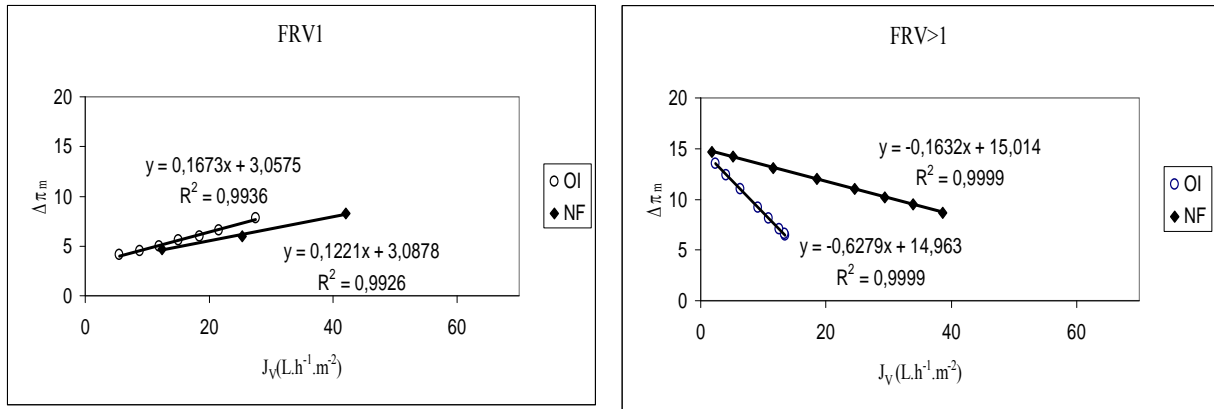 FRV1
20
15
10
5
0
Δπm
y = 0,1673x + 3,0575
R² = 0,9936
y = 0,1221x + 3,0878
R² = 0,9926
0 20 40 60
JV(L.h⁻¹.m⁻²)
OI
NF
FRV>1
20
15
10
5
0
Δπm
y = -0,1632x + 15,014
R² = 0,9999
y = -0,6279x + 14,963
R² = 0,9999
0 20 40 60
JV(L.h⁻¹.m⁻²)
OI
NF